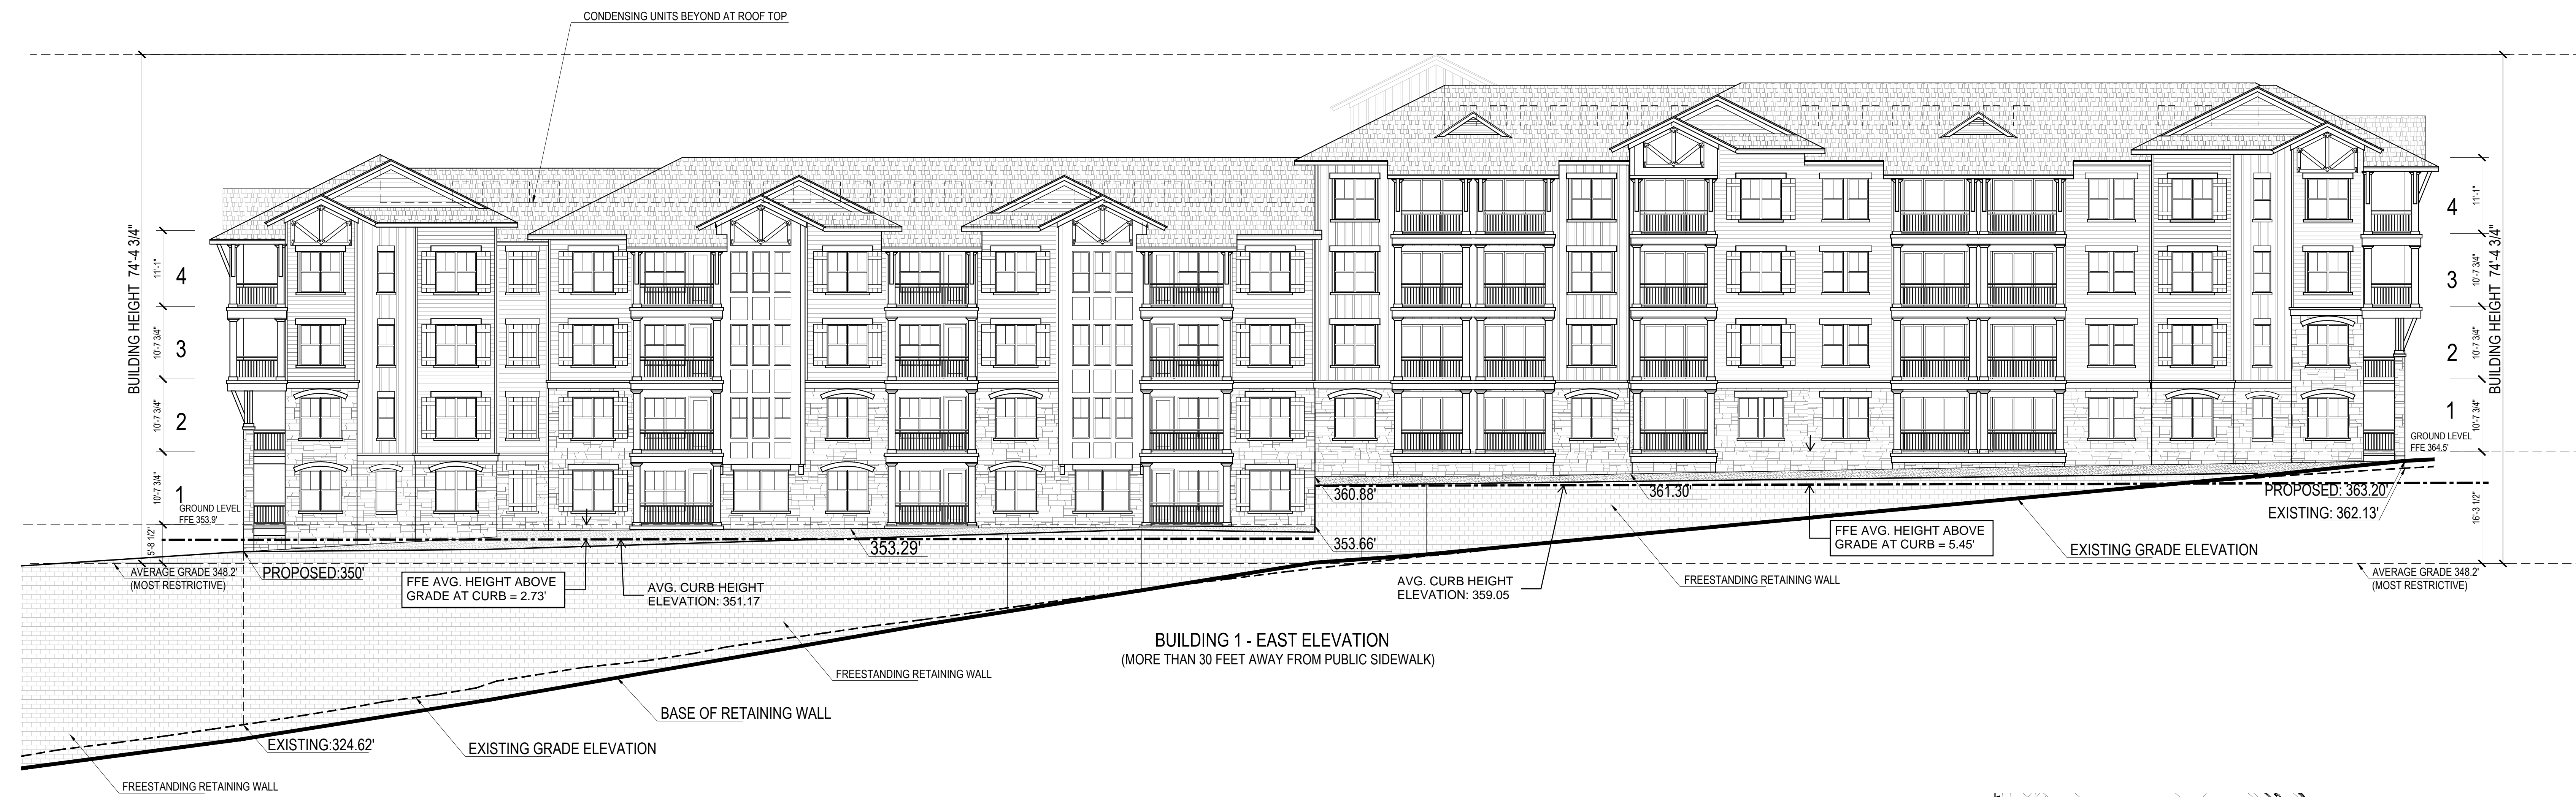 CONDENSING UNITS BEYOND AT ROOF TOP
BUILDING HEIGHT 74'-4 3/4"
4
11'-1"
3
10'-7 3/4"
2
10'-7 3/4"
1
10'-7 3/4"
GROUND LEVEL
FFE 353.9'
5'-8 1/2"
AVERAGE GRADE 348.2'
(MOST RESTRICTIVE)
PROPOSED:350'
FFE AVG. HEIGHT ABOVE
GRADE AT CURB = 2.73'
AVG. CURB HEIGHT
ELEVATION: 351.17
353.29'
353.66'
360.88'
361.30'
AVG. CURB HEIGHT
ELEVATION: 359.05
FREESTANDING RETAINING WALL
FFE AVG. HEIGHT ABOVE
GRADE AT CURB = 5.45'
EXISTING GRADE ELEVATION
PROPOSED: 363.20'
EXISTING: 362.13'
4
11'-1"
3
10'-7 3/4"
2
10'-7 3/4"
1
10'-7 3/4"
BUILDING HEIGHT 74'-4 3/4"
GROUND LEVEL
FFE 364.5'
16'-3 1/2"
AVERAGE GRADE 348.2'
(MOST RESTRICTIVE)
BUILDING 1 - EAST ELEVATION
(MORE THAN 30 FEET AWAY FROM PUBLIC SIDEWALK)
FREESTANDING RETAINING WALL
BASE OF RETAINING WALL
EXISTING:324.62'
EXISTING GRADE ELEVATION
FREESTANDING RETAINING WALL